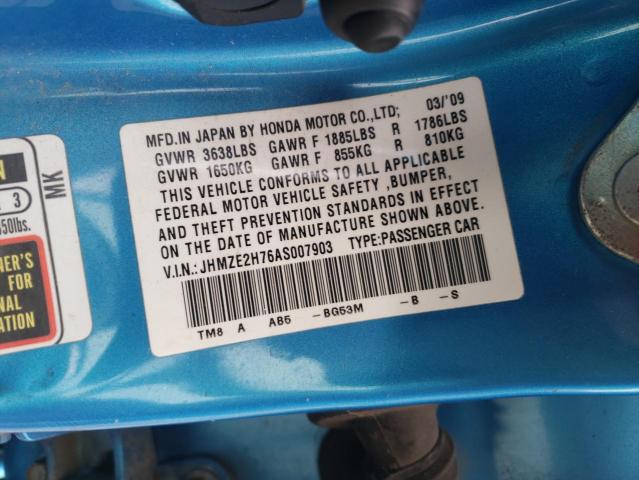 MFD.IN JAPAN BY HONDA MOTOR CO.,LTD; 03/'09
GVWR 3638LBS GAWR F 1885LBS R 1786LBS
GVWR 1650KG GAWR F 855KG R 810KG
THIS VEHICLE CONFORMS TO ALL APPLICABLE
FEDERAL MOTOR VEHICLE SAFETY ,BUMPER,
AND THEFT PREVENTION STANDARDS IN EFFECT
ON THE DATE OF MANUFACTURE SHOWN ABOVE.
V.I.N.: JHMZE2H76AS007903 TYPE:PASSENGER CAR
TM8 A AB5 -BG53M -B -S
MK
3
FOR